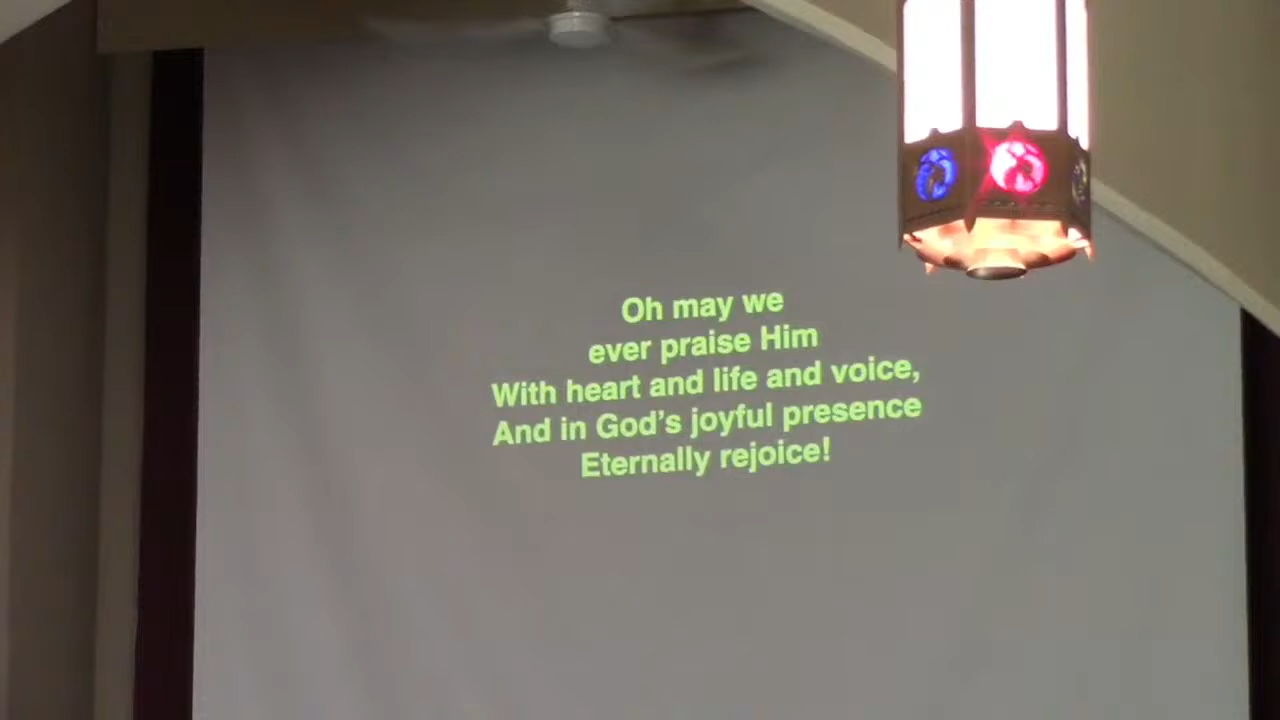 Oh may we
ever praise Him
With heart and life and voice,
And in God’s joyful presence
Eternally rejoice!